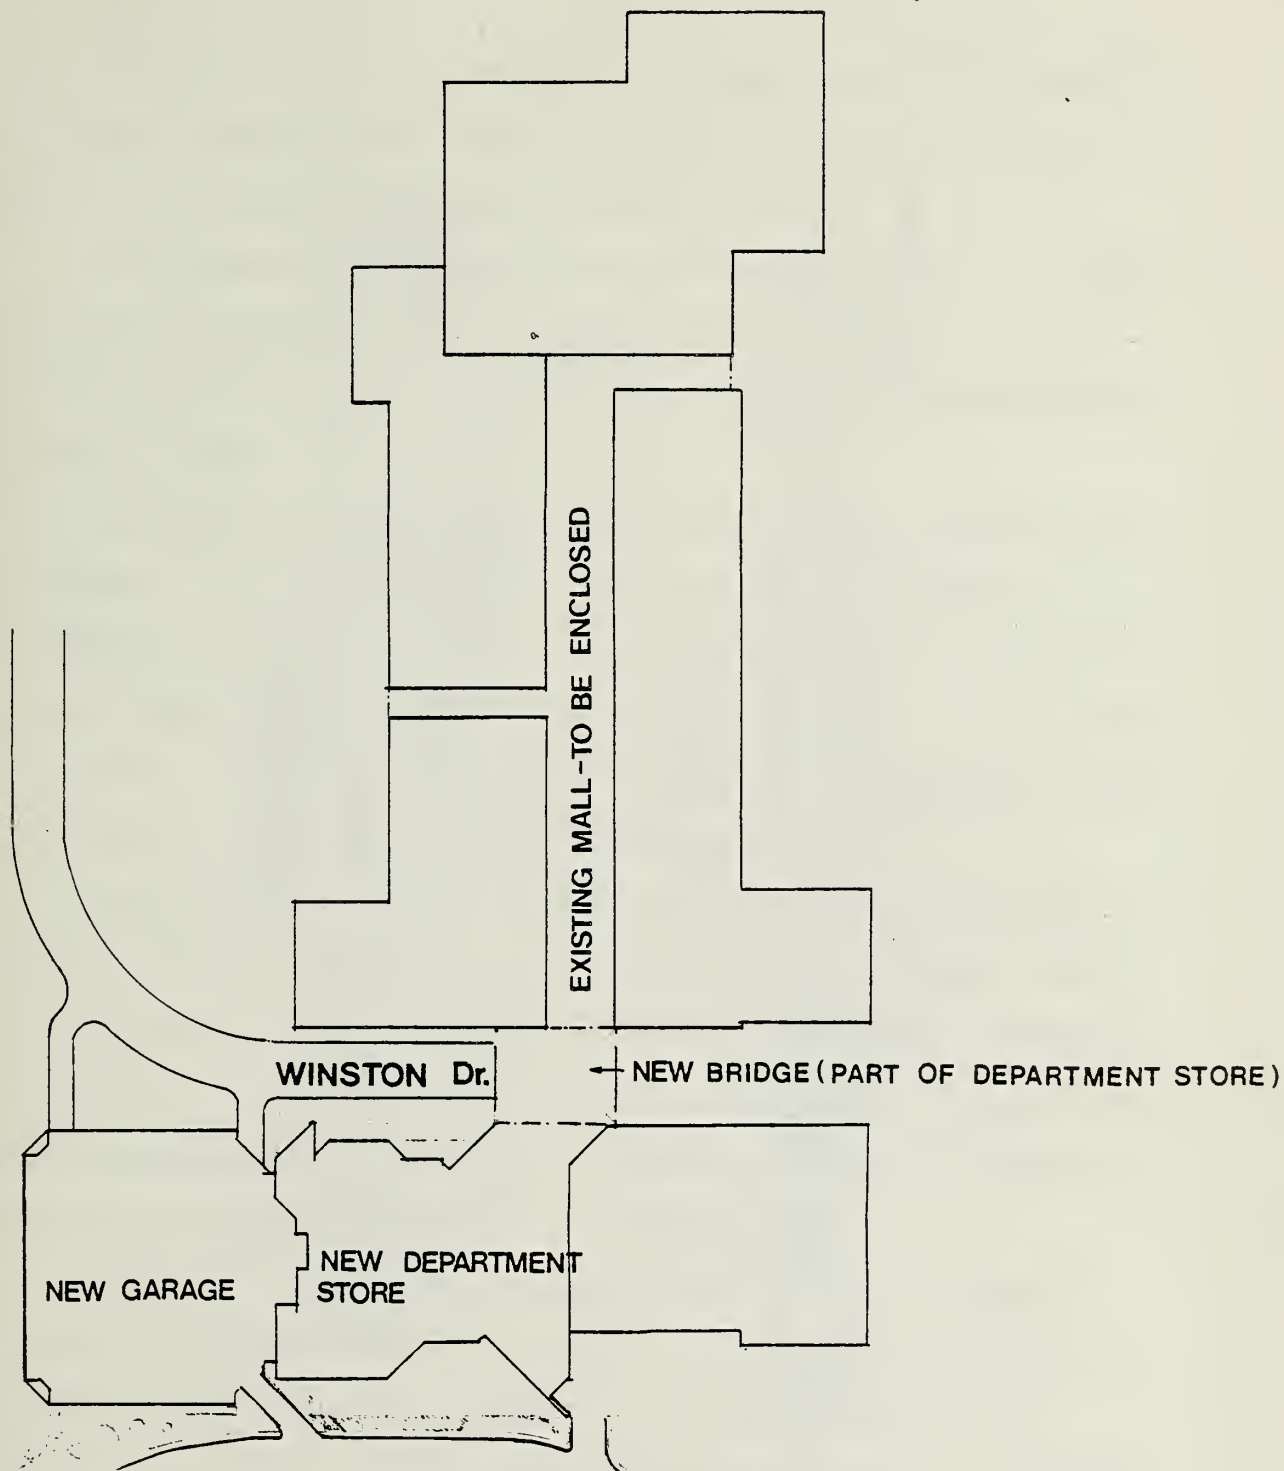 EXISTING MALL-TO BE ENCLOSED
WINSTON Dr.
NEW BRIDGE (PART OF DEPARTMENT STORE)
NEW GARAGE
NEW DEPARTMENT
STORE